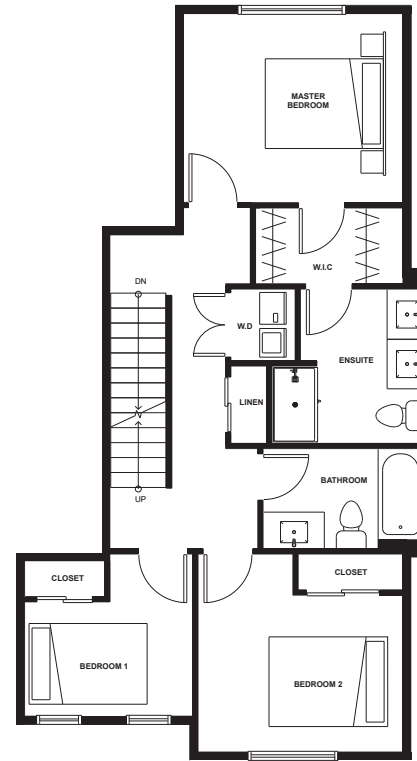 MASTER
BEDROOM
W.I.C
DN
W.D
ENSUITE
LINEN
BATHROOM
UP
CLOSET
CLOSET
BEDROOM 1
BEDROOM 2